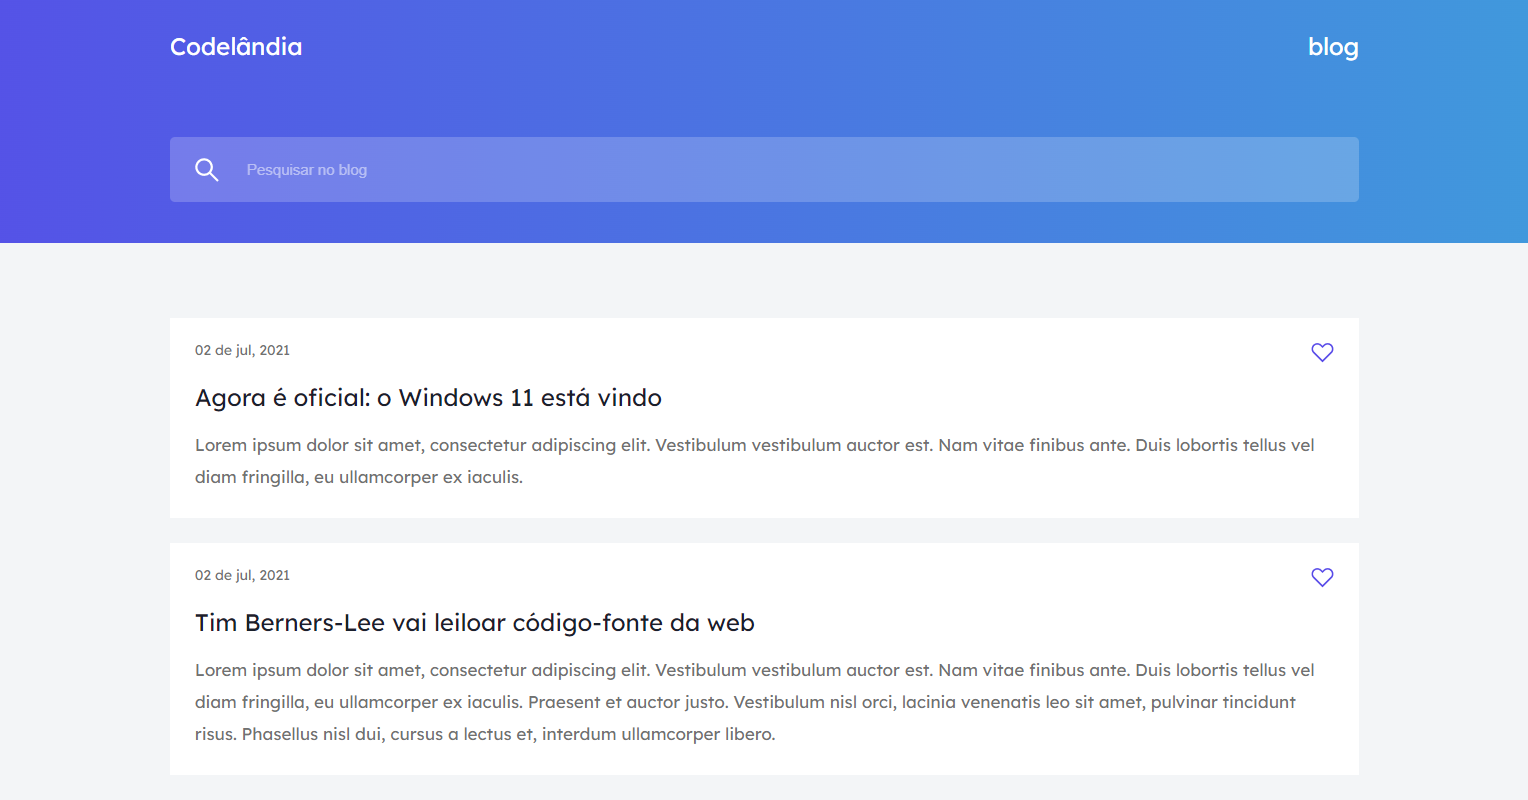 Codelândia
blog
Pesquisar no blog
02 de jul, 2021
Agora é oficial: o Windows 11 está vindo
Lorem ipsum dolor sit amet, consectetur adipiscing elit. Vestibulum vestibulum auctor est. Nam vitae finibus ante. Duis lobortis tellus vel
diam fringilla, eu ullamcorper ex iaculis.
02 de jul, 2021
Tim Berners-Lee vai leiloar código-fonte da web
Lorem ipsum dolor sit amet, consectetur adipiscing elit. Vestibulum vestibulum auctor est. Nam vitae finibus ante. Duis lobortis tellus vel
diam fringilla, eu ullamcorper ex iaculis. Praesent et auctor justo. Vestibulum nisl orci, lacinia venenatis leo sit amet, pulvinar tincidunt
risus. Phasellus nisl dui, cursus a lectus et, interdum ullamcorper libero.